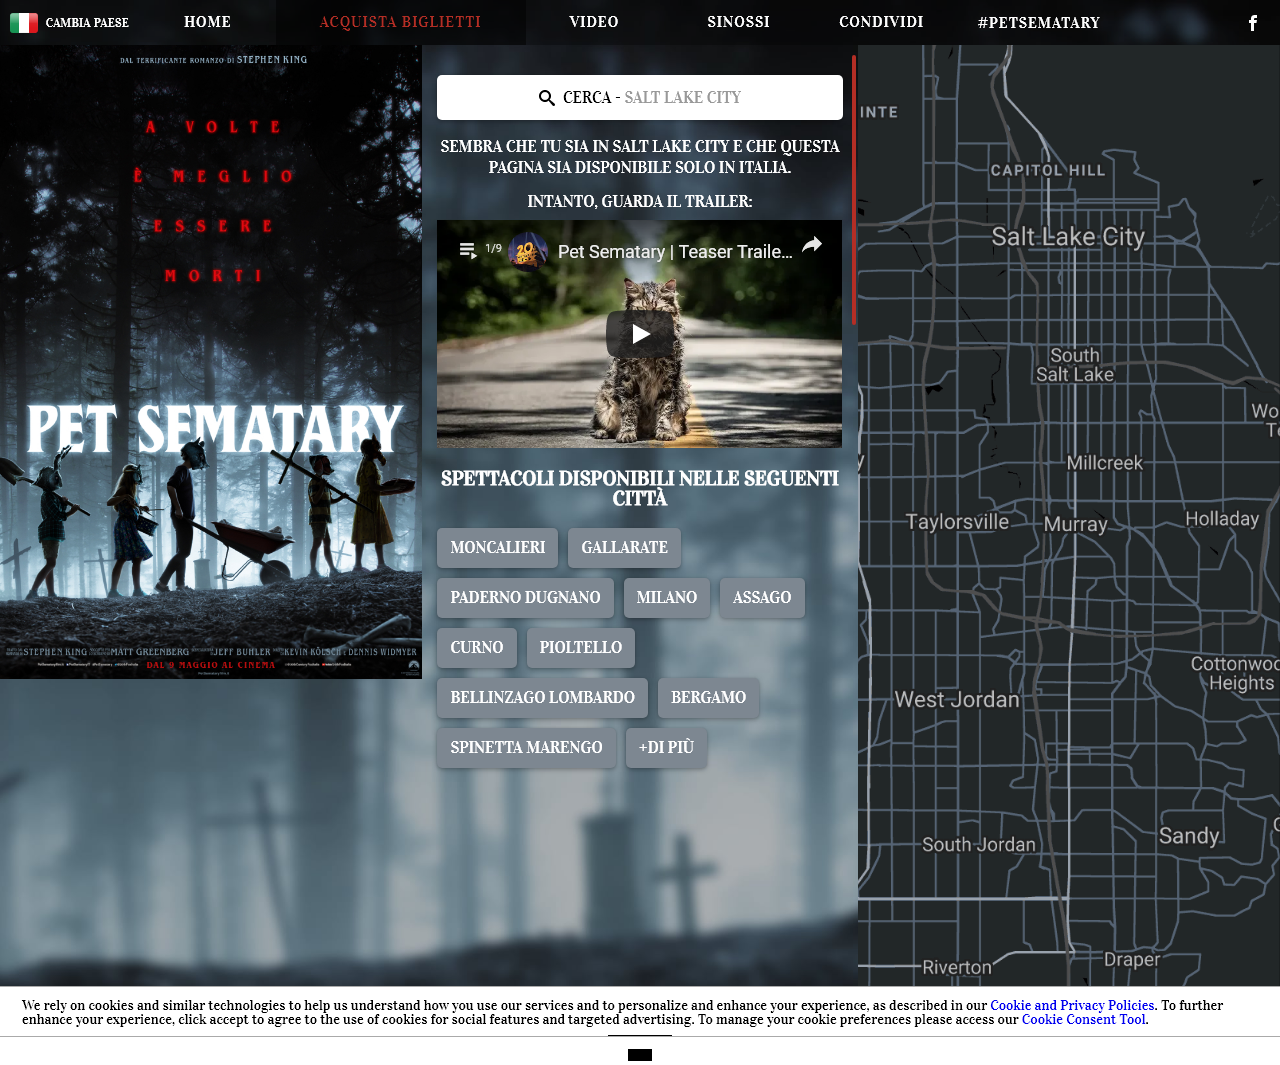 CAMBIA PAESE HOME ACQUISTA BIGLIETTI VIDEO SINOSSI CONDIVIDI #PETSEMATARY
DAL TERRIFICANTE ROMANZO DI STEPHEN KING
A VOLTE
È MEGLIO
ESSERE
MORTI
PET SEMATARY
STEPHEN KING MATT GREENBERG JEFF BUHLER KEVIN KÖLSCH E DENNIS WIDMYER
DAL 9 MAGGIO AL CINEMA
CERCA - SALT LAKE CITY
SEMBRA CHE TU SIA IN SALT LAKE CITY E CHE QUESTA
PAGINA SIA DISPONIBILE SOLO IN ITALIA.
INTANTO, GUARDA IL TRAILER:
1/9 Pet Sematary | Teaser Traile...
SPETTACOLI DISPONIBILI NELLE SEGUENTI
CITTÀ
MONCALIERI GALLARATE
PADERNO DUGNANO MILANO ASSAGO
CURNO PIOLTELLO
BELLINZAGO LOMBARDO BERGAMO
SPINETTA MARENGO +DI PIÙ
INTE
CAPITOL HILL
Salt Lake City
South
Salt Lake
Wo
Te
y
Millcreek
Taylorsville Murray Holladay
Cottonwoo
Heights
West Jordan
South Jordan Sandy
Riverton Draper
We rely on cookies and similar technologies to help us understand how you use our services and to personalize and enhance your experience, as described in our Cookie and Privacy Policies. To further
enhance your experience, click accept to agree to the use of cookies for social features and targeted advertising. To manage your cookie preferences please access our Cookie Consent Tool.